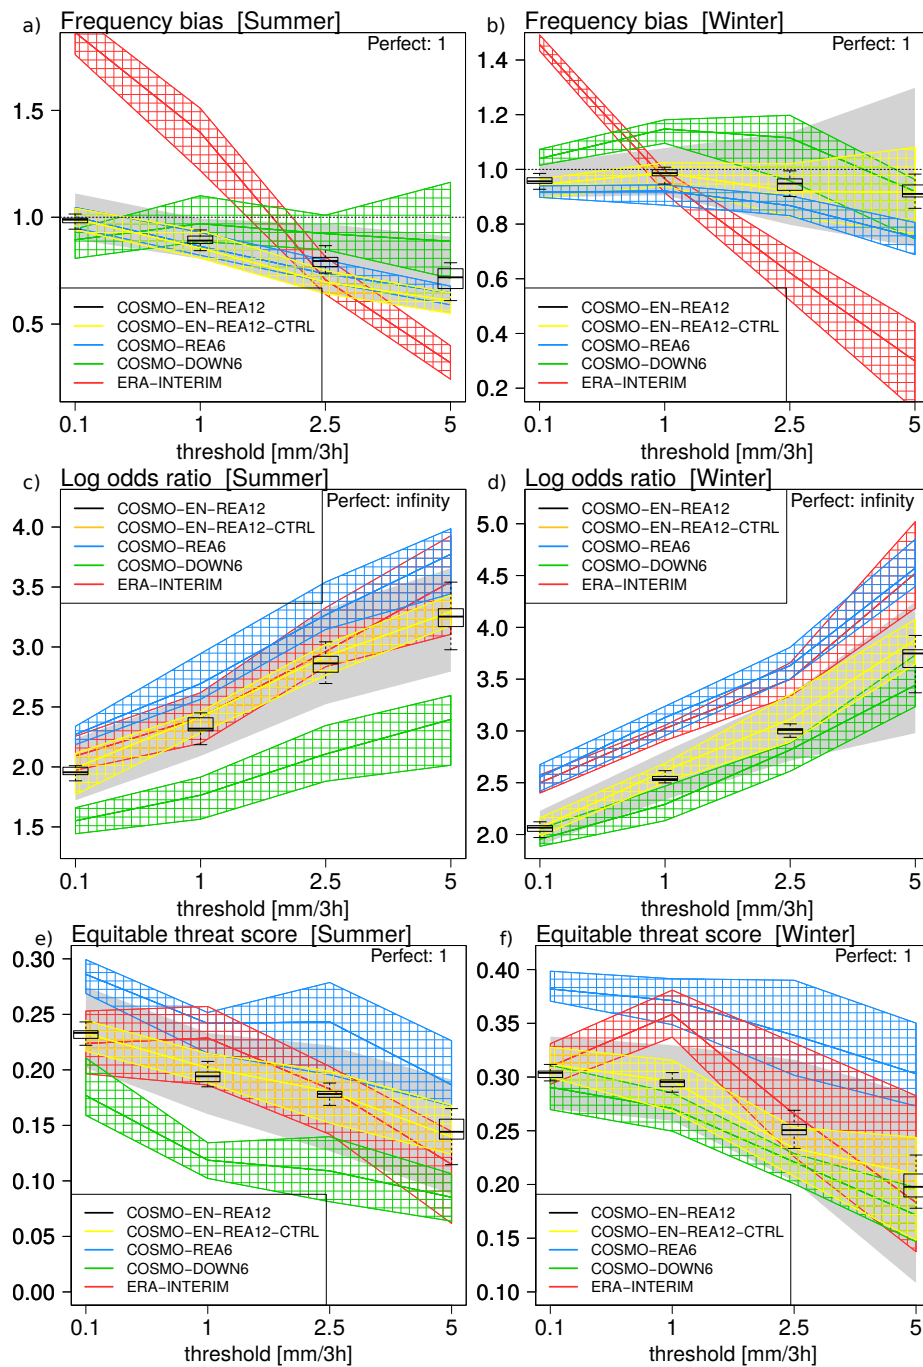 a) Frequency bias [Summer]
Perfect: 1
1.5
1.0
0.5
COSMO−EN−REA12
COSMO−EN−REA12−CTRL
COSMO−REA6
COSMO−DOWN6
ERA−INTERIM
0.1 1 2.5 5
threshold [mm/3h]
b) Frequency bias [Winter]
Perfect: 1
1.4
1.2
1.0
0.8
0.6
0.4
0.2
COSMO−EN−REA12
COSMO−EN−REA12−CTRL
COSMO−REA6
COSMO−DOWN6
ERA−INTERIM
0.1 1 2.5 5
threshold [mm/3h]
c) Log odds ratio [Summer]
Perfect: infinity
4.0
3.5
3.0
2.5
2.0
1.5
COSMO−EN−REA12
COSMO−EN−REA12−CTRL
COSMO−REA6
COSMO−DOWN6
ERA−INTERIM
0.1 1 2.5 5
threshold [mm/3h]
d) Log odds ratio [Winter]
Perfect: infinity
5.0
4.5
4.0
3.5
3.0
2.5
2.0
COSMO−EN−REA12
COSMO−EN−REA12−CTRL
COSMO−REA6
COSMO−DOWN6
ERA−INTERIM
0.1 1 2.5 5
threshold [mm/3h]
e) Equitable threat score [Summer]
Perfect: 1
0.30
0.25
0.20
0.15
0.10
0.05
0.00
COSMO−EN−REA12
COSMO−EN−REA12−CTRL
COSMO−REA6
COSMO−DOWN6
ERA−INTERIM
0.1 1 2.5 5
threshold [mm/3h]
f) Equitable threat score [Winter]
Perfect: 1
0.40
0.35
0.30
0.25
0.20
0.15
0.10
COSMO−EN−REA12
COSMO−EN−REA12−CTRL
COSMO−REA6
COSMO−DOWN6
ERA−INTERIM
0.1 1 2.5 5
threshold [mm/3h]